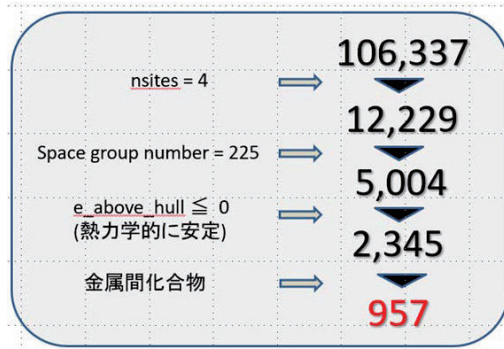 106,337
nsites = 4
12,229
Space group number = 225
5,004
e_above_hull ≦ 0
(熱力学的に安定)
2,345
金属間化合物
957